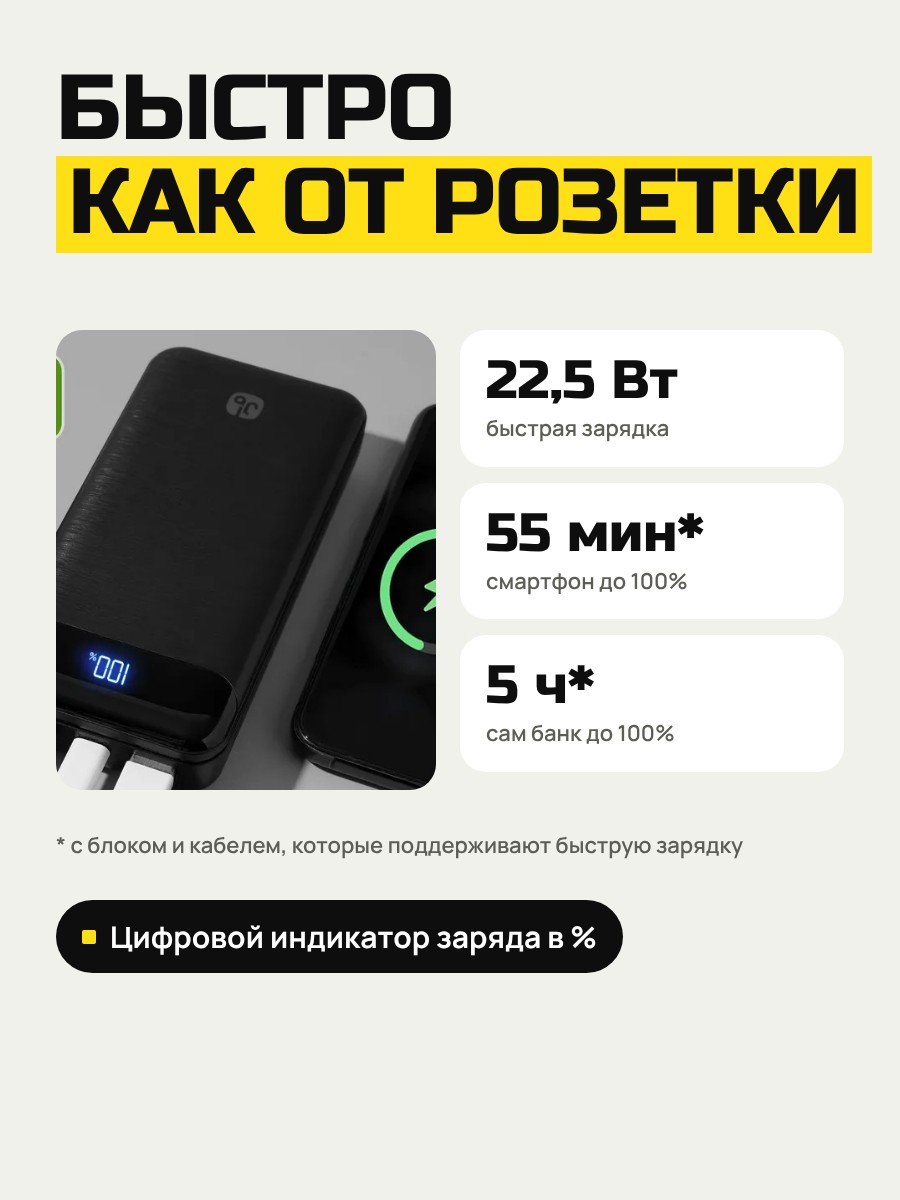 БЫСТРО
КАК ОТ РОЗЕТКИ
22,5 Вт
быстрая зарядка
55 мин*
смартфон до 100%
5 ч*
сам банк до 100%
100%
* с блоком и кабелем, которые поддерживают быструю зарядку
Цифровой индикатор заряда в %